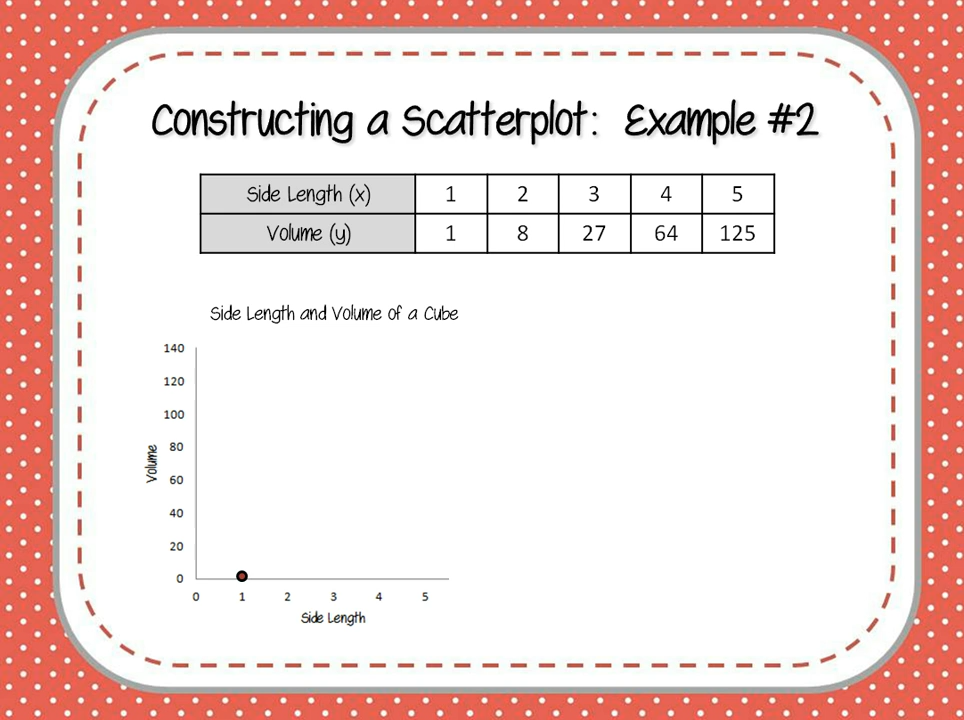 Constructing a Scatterplot: Example #2
Side Length (x) 1 2 3 4 5
Volume (y) 1 8 27 64 125
Side Length and Volume of a Cube
140
120
100
80
Volume
60
40
20
0
0 1 2 3 4 5
Side Length